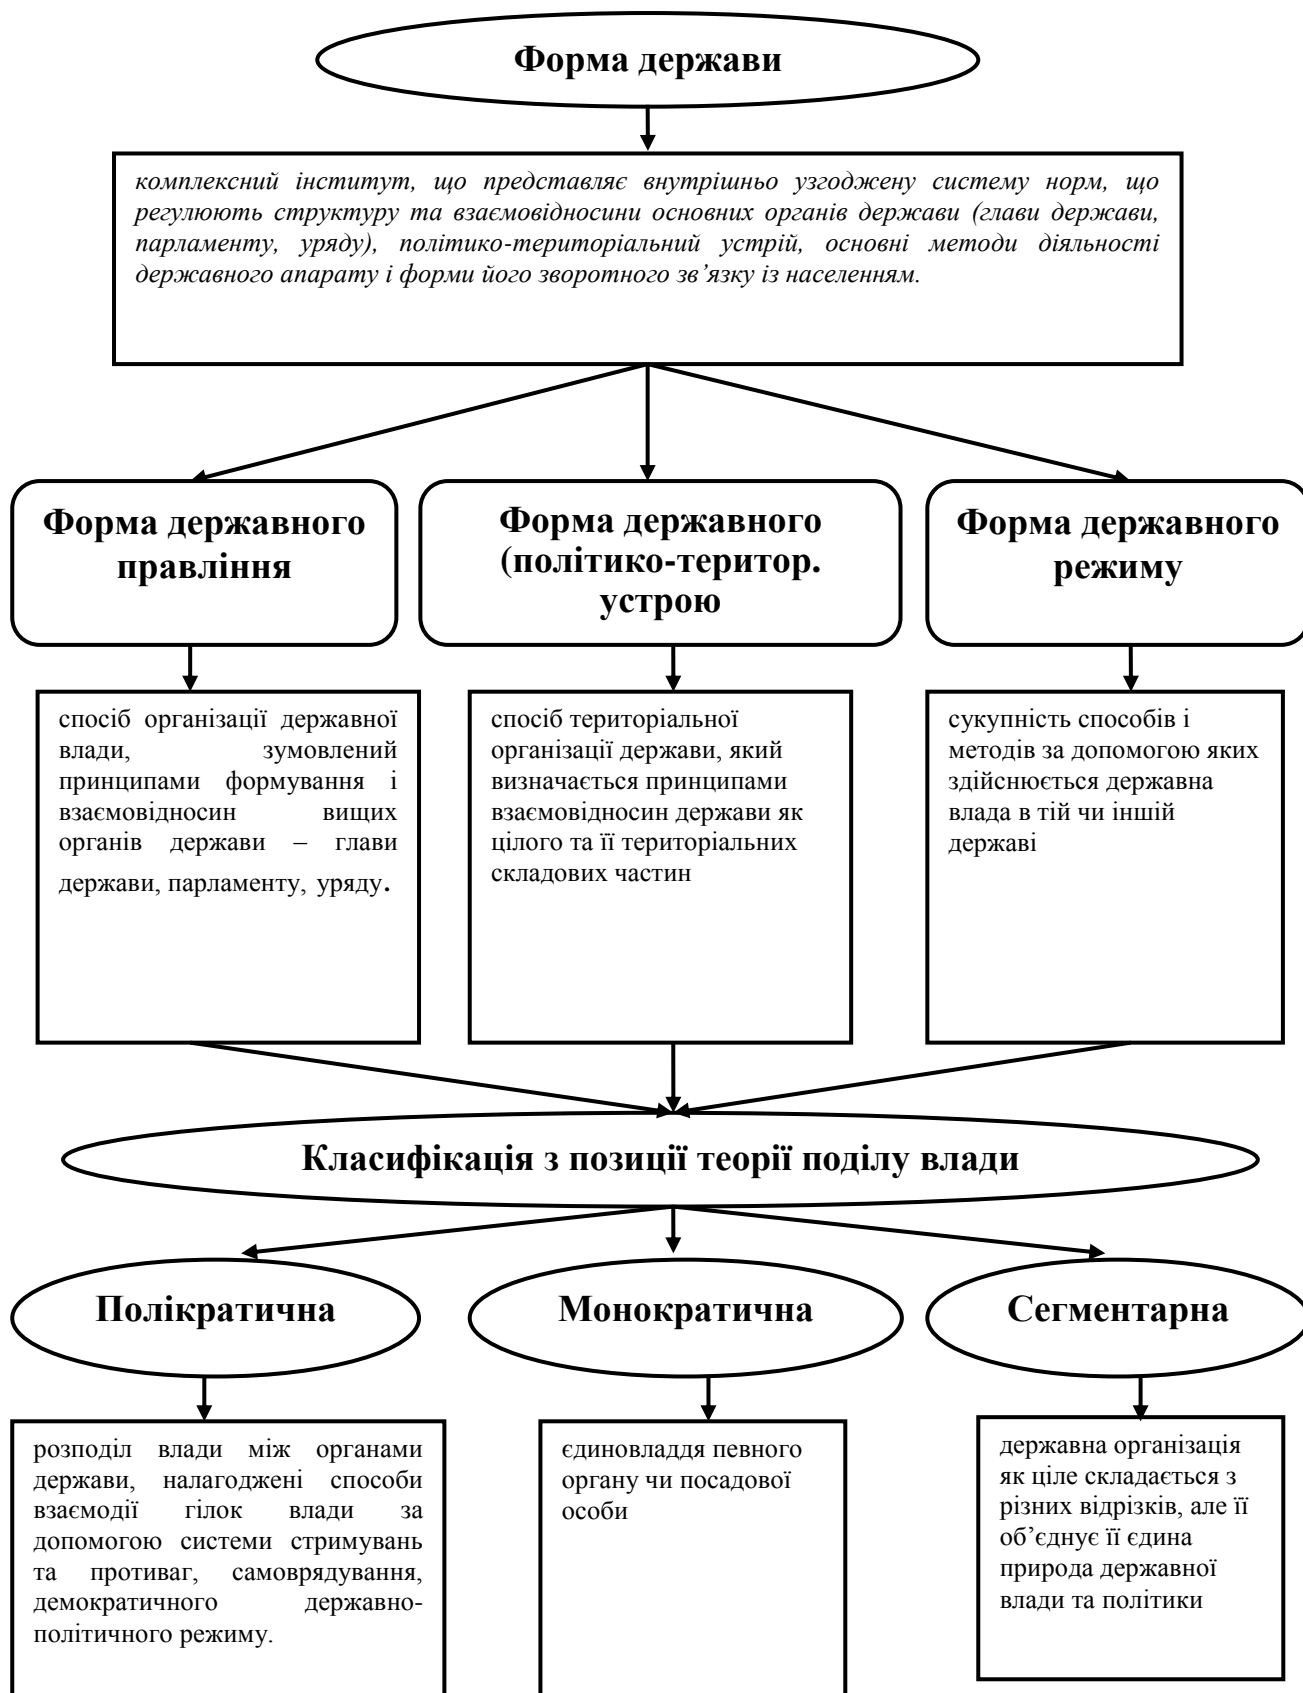 Форма держави
комплексний інститут, що представляє внутрішньо узгоджену систему норм, що
регулюють структуру та взаємовідносини основних органів держави (глави держави,
парламенту, уряду), політико-територіальний устрій, основні методи діяльності
державного апарату і форми його зворотного зв’язку із населенням.
Форма державного
правління
Форма державного
(політико-територ.
устрою
Форма державного
режиму
спосіб організації державної
влади, зумовлений
принципами формування і
взаємовідносин вищих
органів держави – глави
держави, парламенту, уряду.
спосіб територіальної
організації держави, який
визначається принципами
взаємовідносин держави як
цілого та її територіальних
складових частин
сукупність способів і
методів за допомогою яких
здійснюється державна
влада в тій чи іншій
державі
Класифікація з позиції теорії поділу влади
Полікратична
Монократична
Сегментарна
розподіл влади між органами
держави, налагоджені способи
взаємодії гілок влади за
допомогою системи стримувань
та противаг, самоврядування,
демократичного державно-
політичного режиму.
єдиновладдя певного
органу чи посадової
особи
державна організація
як ціле складається з
різних відрізків, але її
об’єднує її єдина
природа державної
влади та політики